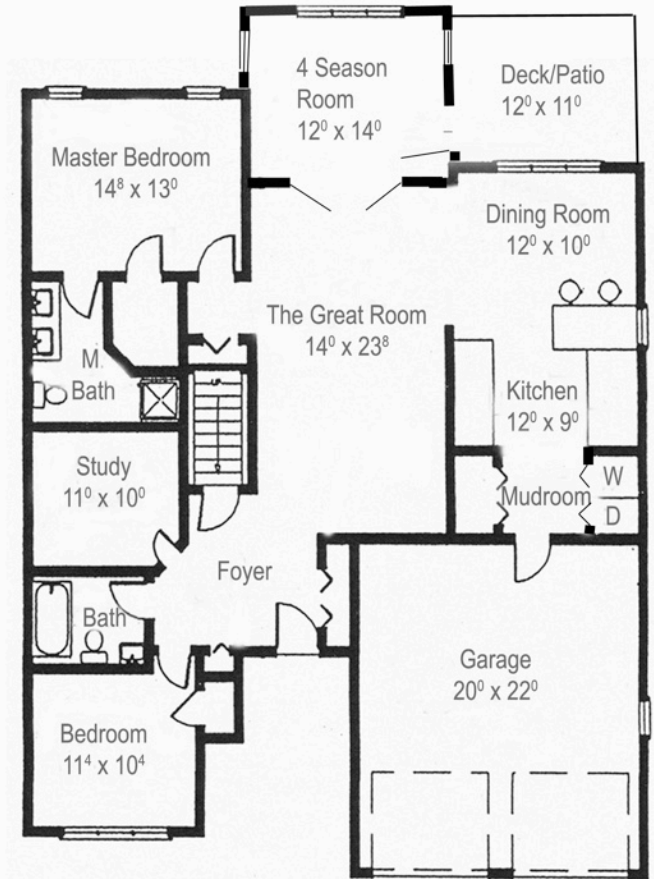 4 Season
Room
12⁰ x 14⁰
Deck/Patio
12⁰ x 11⁰
Master Bedroom
14⁸ x 13⁰
Dining Room
12⁰ x 10⁰
The Great Room
14⁰ x 23⁸
M.
Bath
Kitchen
12⁰ x 9⁰
Study
11⁰ x 10⁰
Mudroom
W
D
Foyer
Bath
Garage
20⁰ x 22⁰
Bedroom
11⁴ x 10⁴